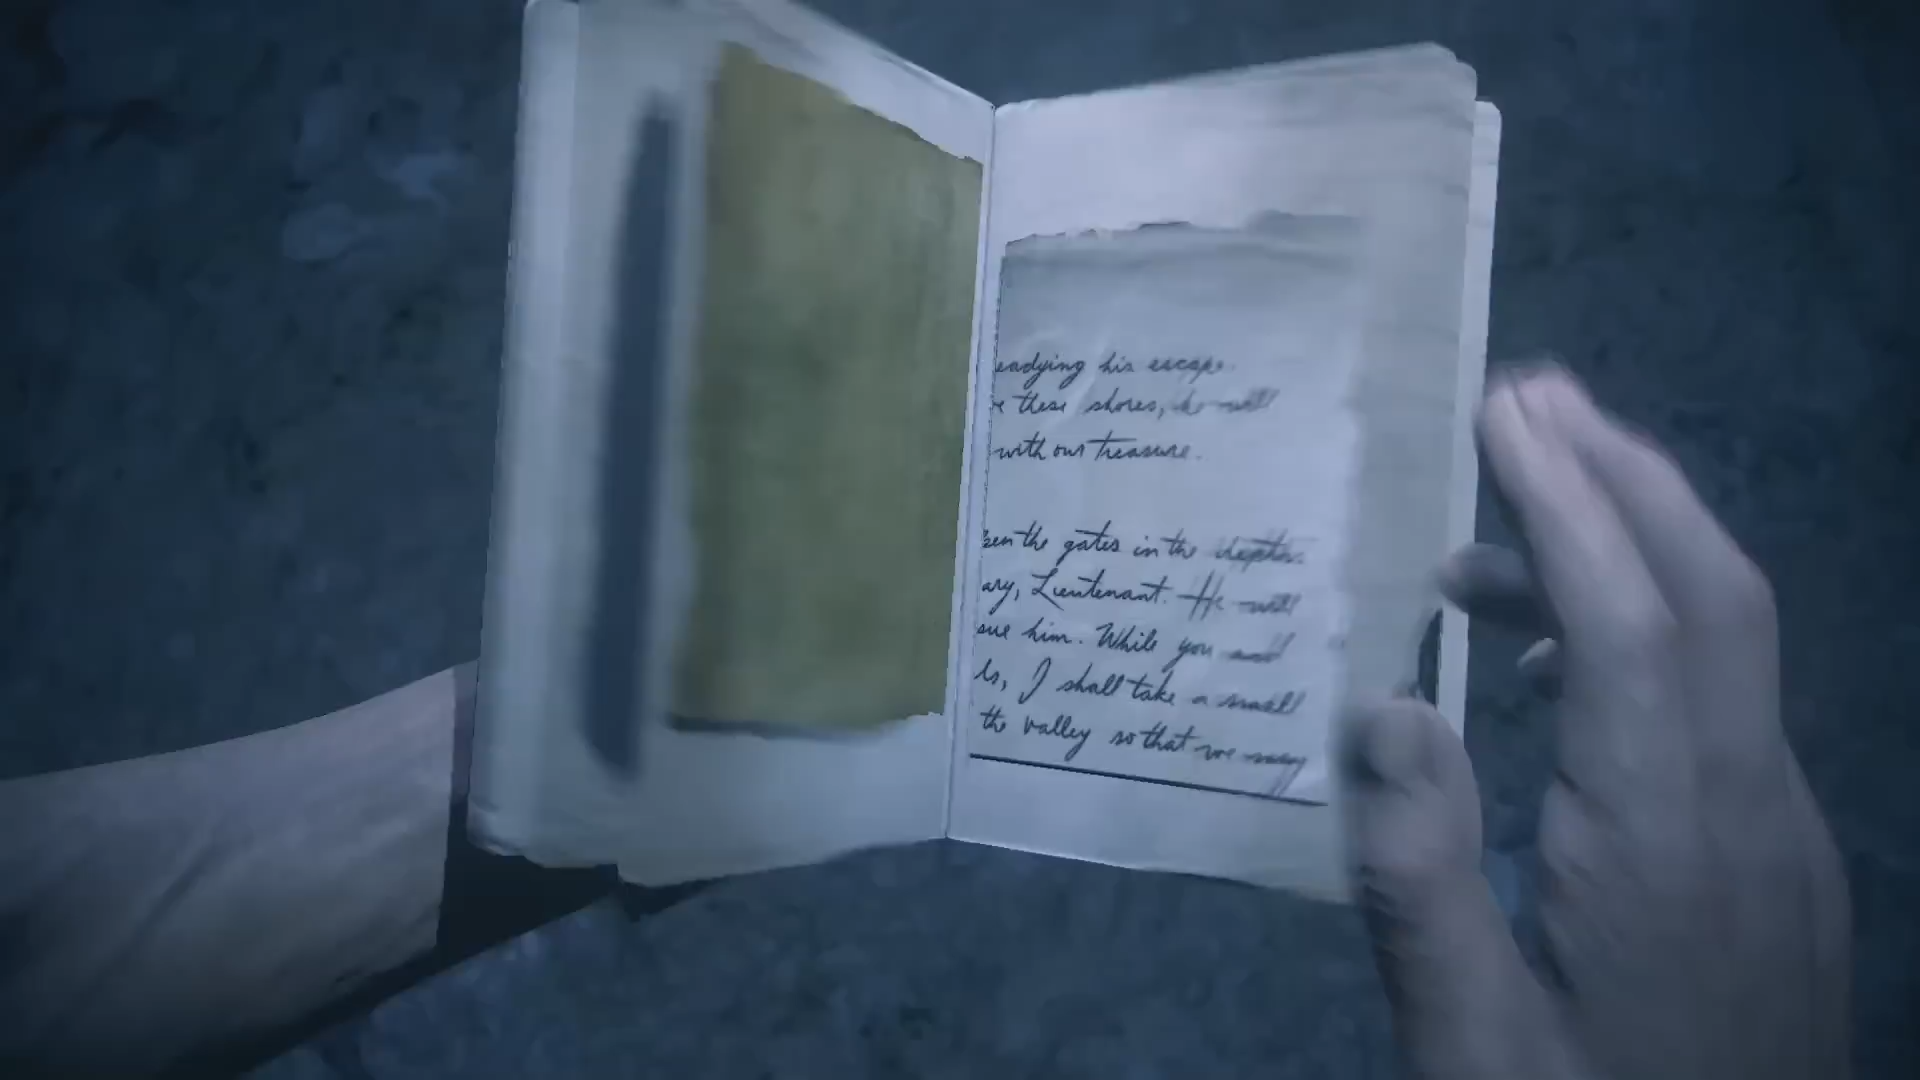 eadying his escape.
e these shores, he will
with our treasure.
pen the gates in the depths.
ary, Lieutenant. He will
sue him. While you and
ls, I shall take a small
the valley so that we may